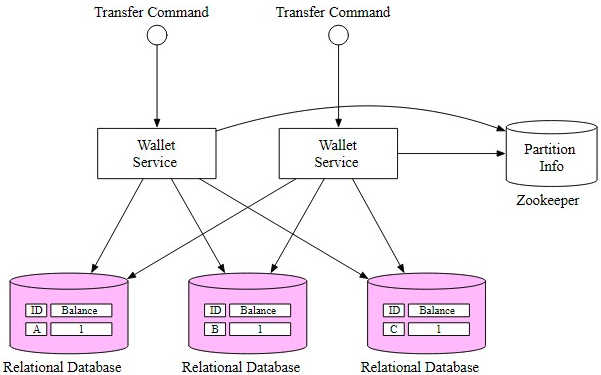 Transfer Command
Transfer Command
Wallet
Service
Wallet
Service
Partition
Info
Zookeeper
ID Balance
A 1
ID Balance
B 1
ID Balance
C 1
Relational Database
Relational Database
Relational Database